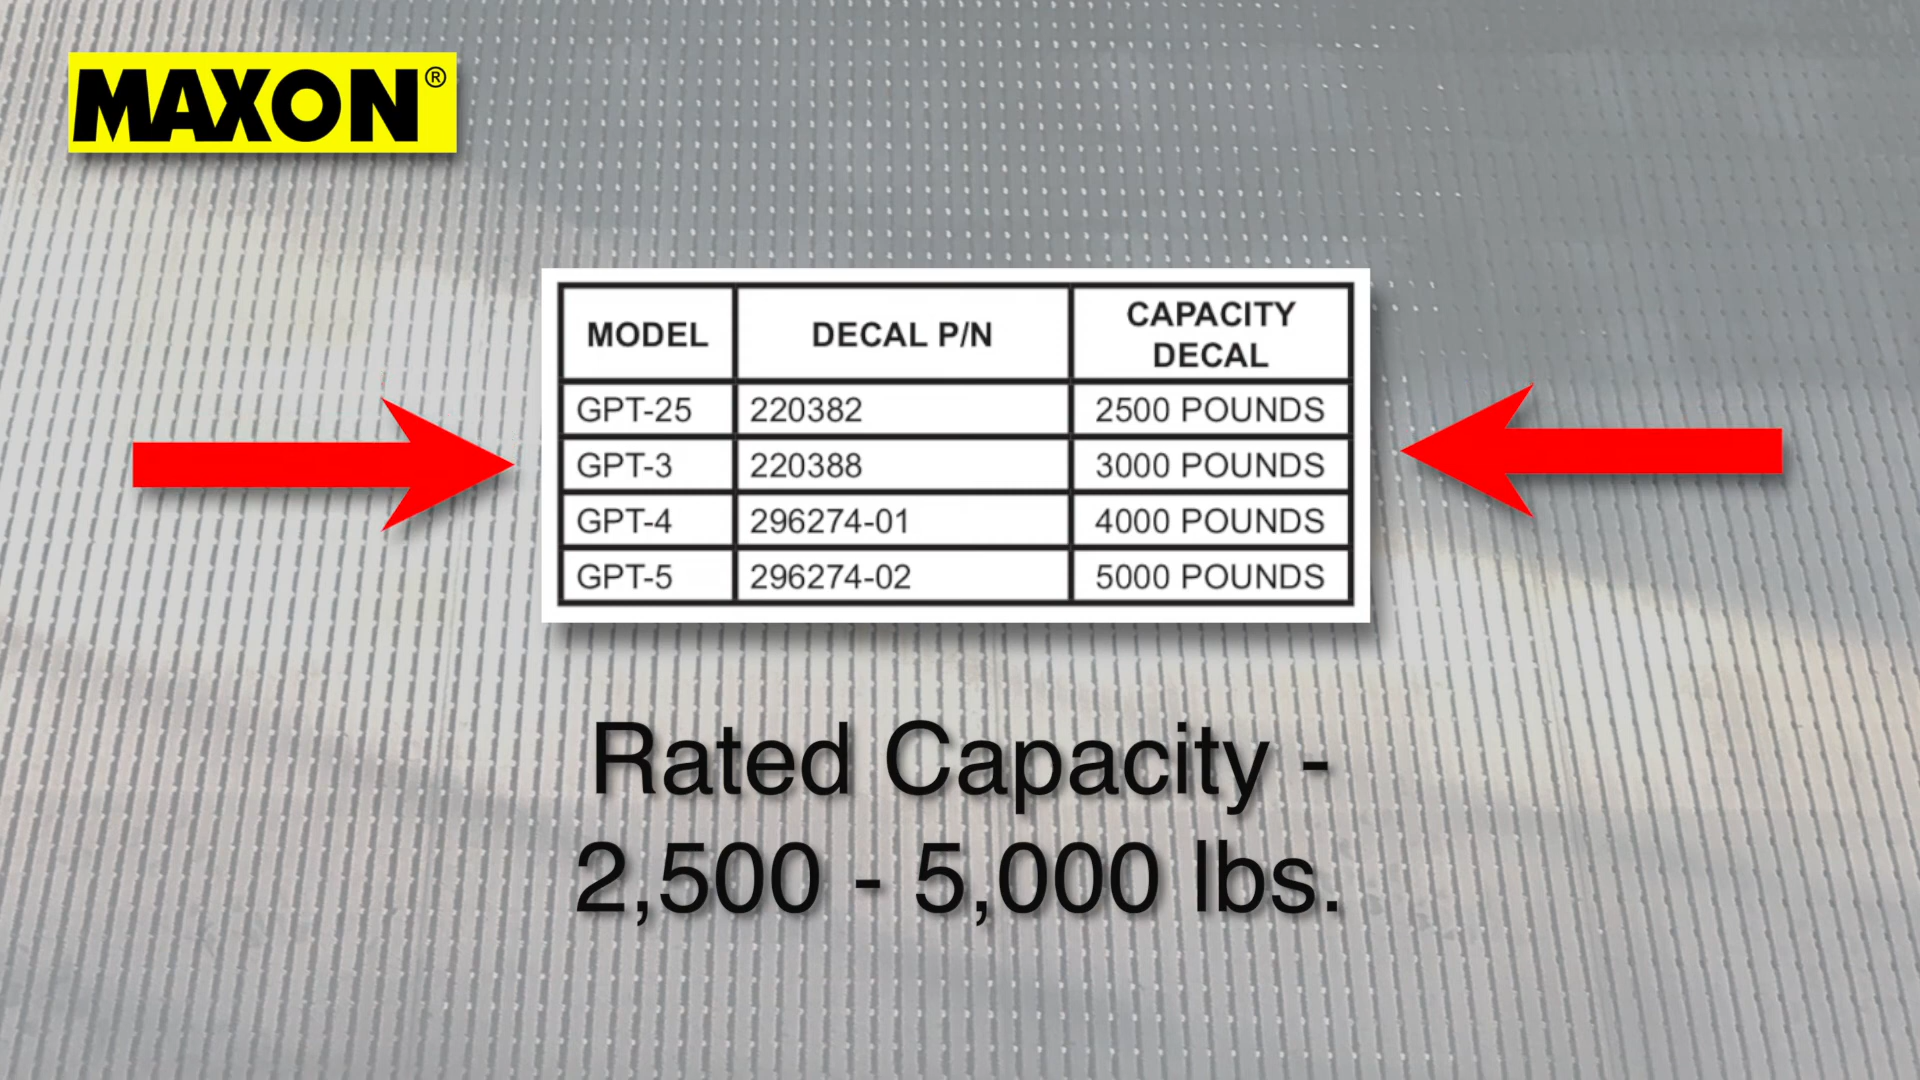 MAXON®
MODEL DECAL P/N CAPACITY DECAL
GPT-25 220382 2500 POUNDS
GPT-3 220388 3000 POUNDS
GPT-4 296274-01 4000 POUNDS
GPT-5 296274-02 5000 POUNDS
Rated Capacity -
2,500 - 5,000 lbs.